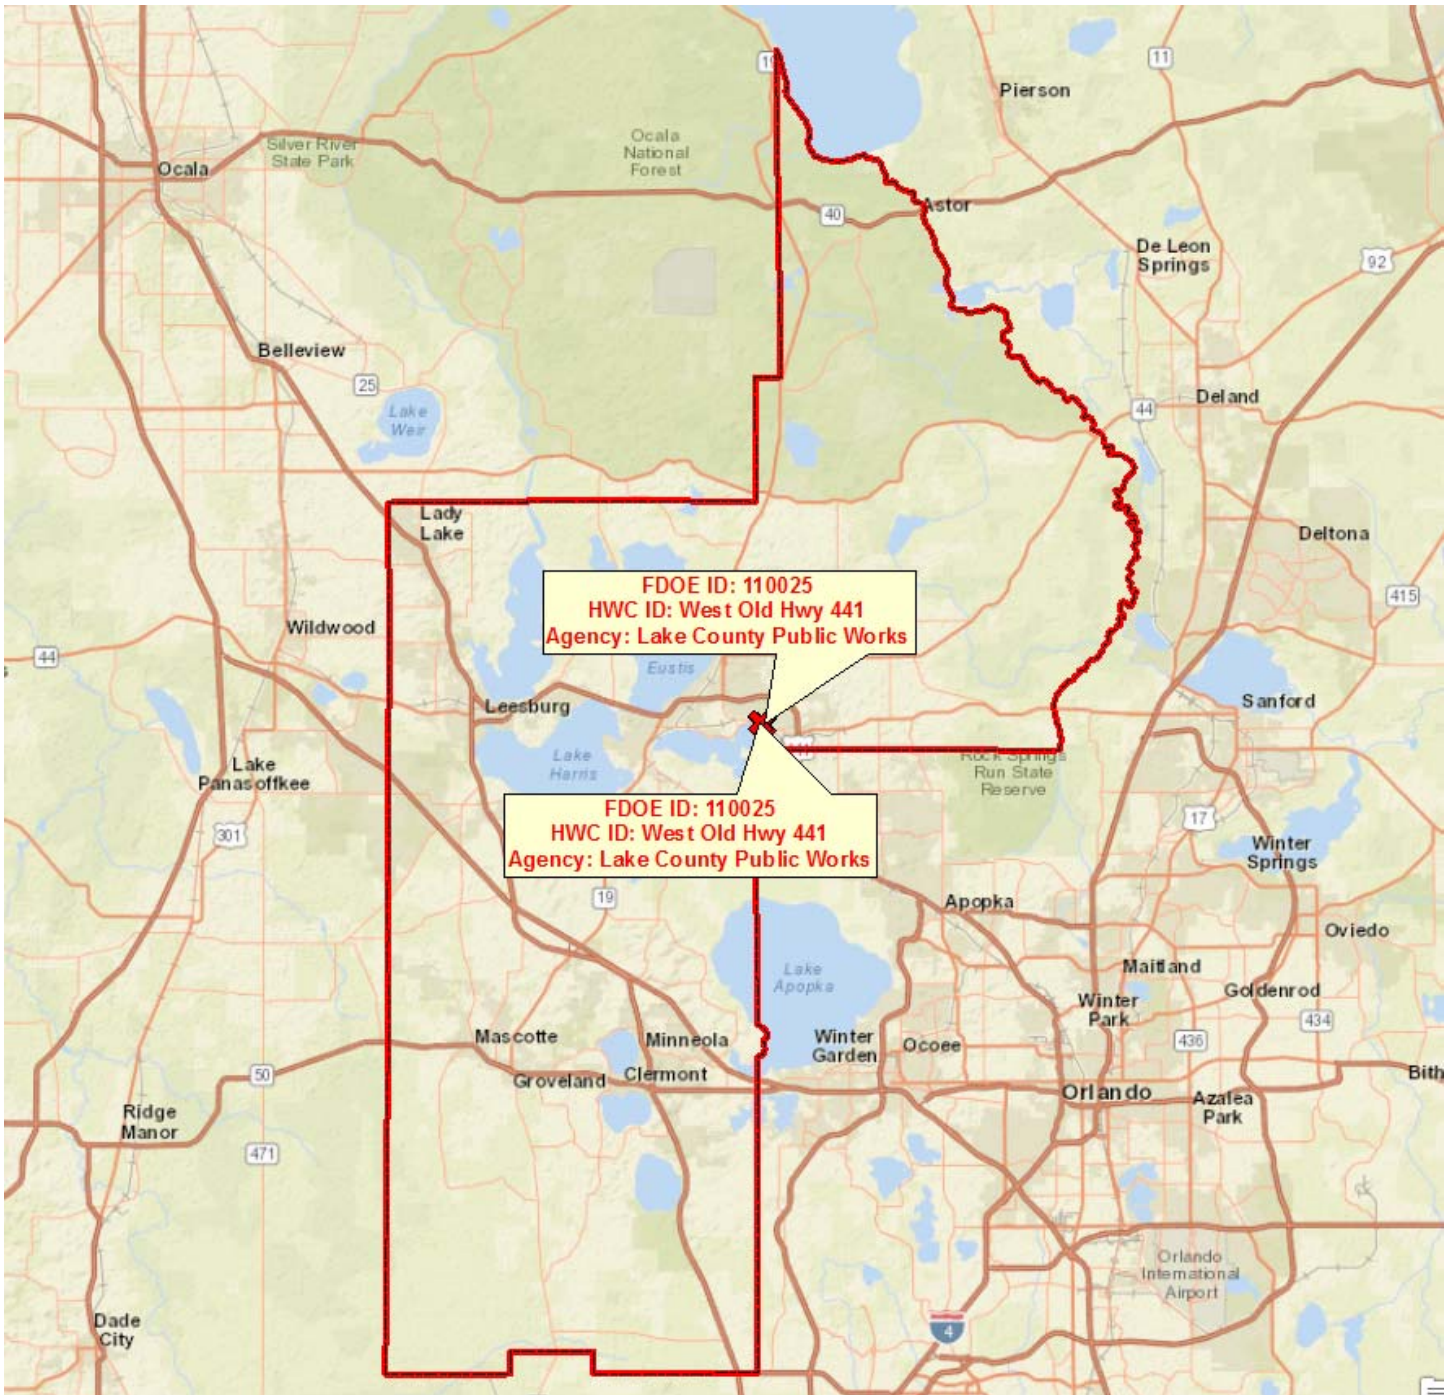 19
11
Pierson
Ocala
National
Forest
Silver River
State Park
Ocala
Astor
40
De Leon
Springs
92
Belleview
25
Lake
Weir
Deland
44
Lady
Lake
Deltona
FDOE ID: 110025
HWC ID: West Old Hwy 441
Agency: Lake County Public Works
415
Wildwood
44
Eustis
Leesburg
Sanford
Lake
Harris
441
Rock Springs
Run State
Reserve
Lake
Panasoffkee
FDOE ID: 110025
HWC ID: West Old Hwy 441
Agency: Lake County Public Works
17
301
Winter
Springs
19
Apopka
Oviedo
Lake
Apopka
Maitland
Goldenrod
Winter
Park
434
Mascotte
Minneola
Winter
Garden
Ocoee
436
50
Groveland
Clermont
Bith
Orlando
Azalea
Park
Ridge
Manor
471
Orlando
International
Airport
Dade
City
4